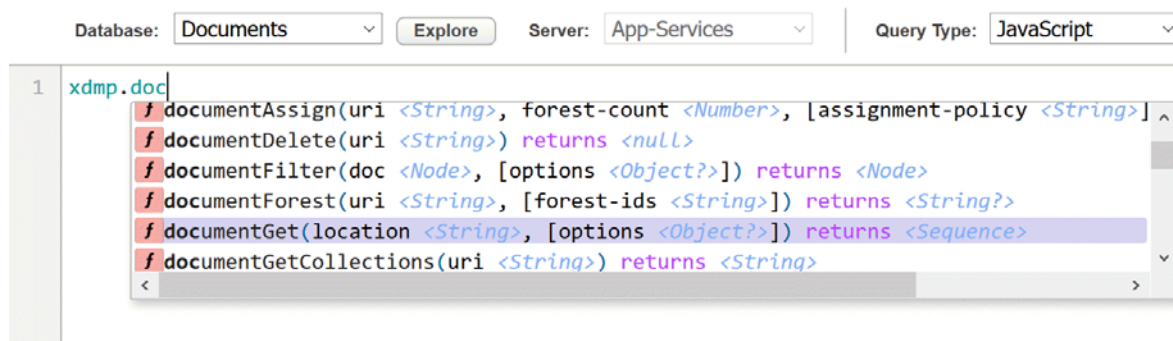 Database: Documents Explore Server: App-Services Query Type: JavaScript
1 xdmp.doc
f documentAssign(uri <String>, forest-count <Number>, [assignment-policy <String>]
f documentDelete(uri <String>) returns <null>
f documentFilter(doc <Node>, [options <Object?>]) returns <Node>
f documentForest(uri <String>, [forest-ids <String>]) returns <String?>
f documentGet(location <String>, [options <Object?>]) returns <Sequence>
f documentGetCollections(uri <String>) returns <String>